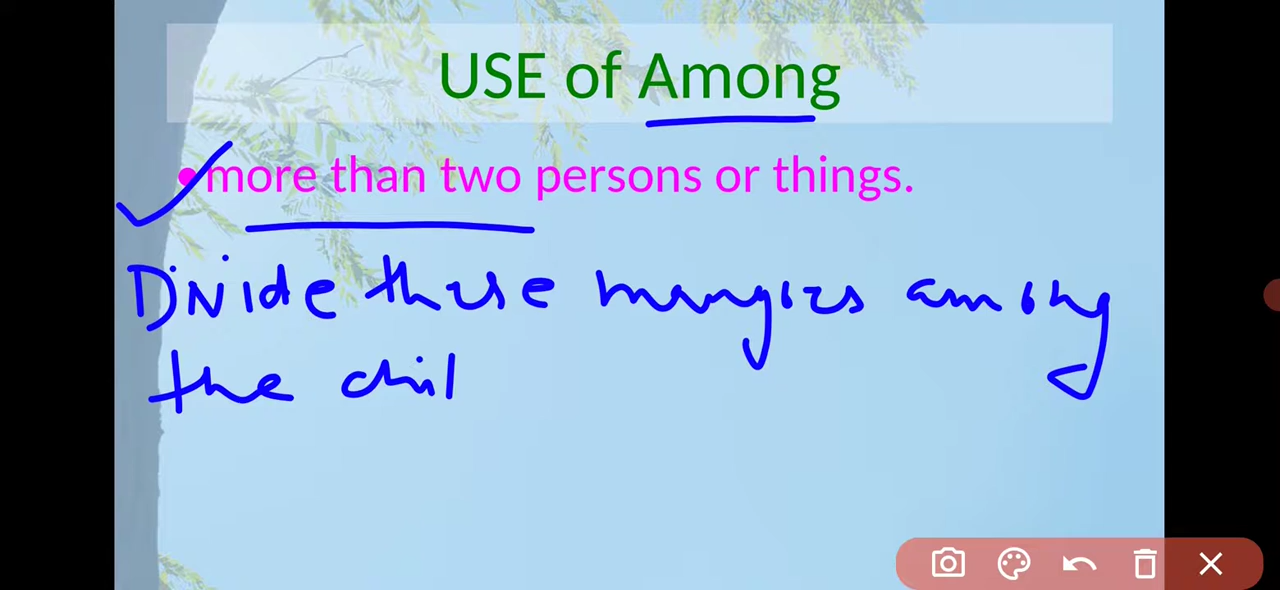 USE of Among
•more than two persons or things.
Divide these mangoes among
the chil